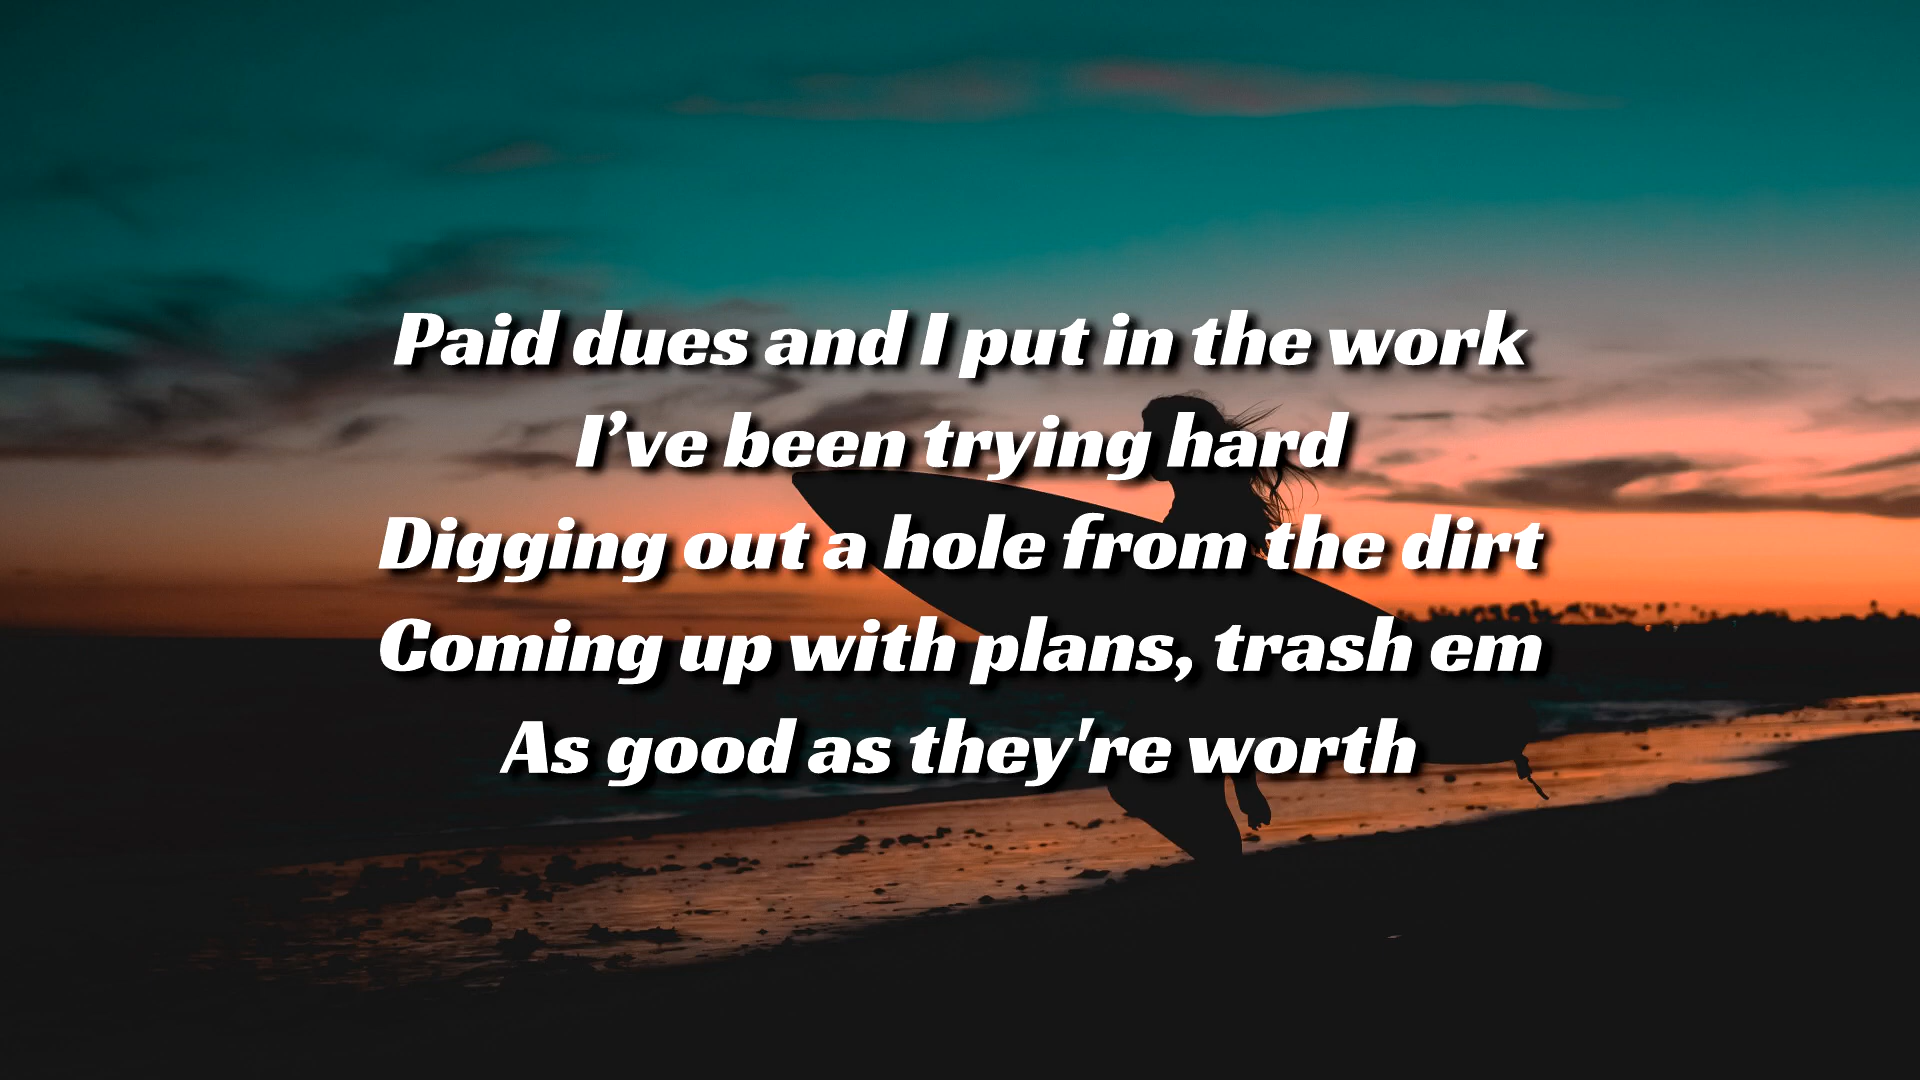 Paid dues and I put in the work
I’ve been trying hard
Digging out a hole from the dirt
Coming up with plans, trash em
As good as they're worth